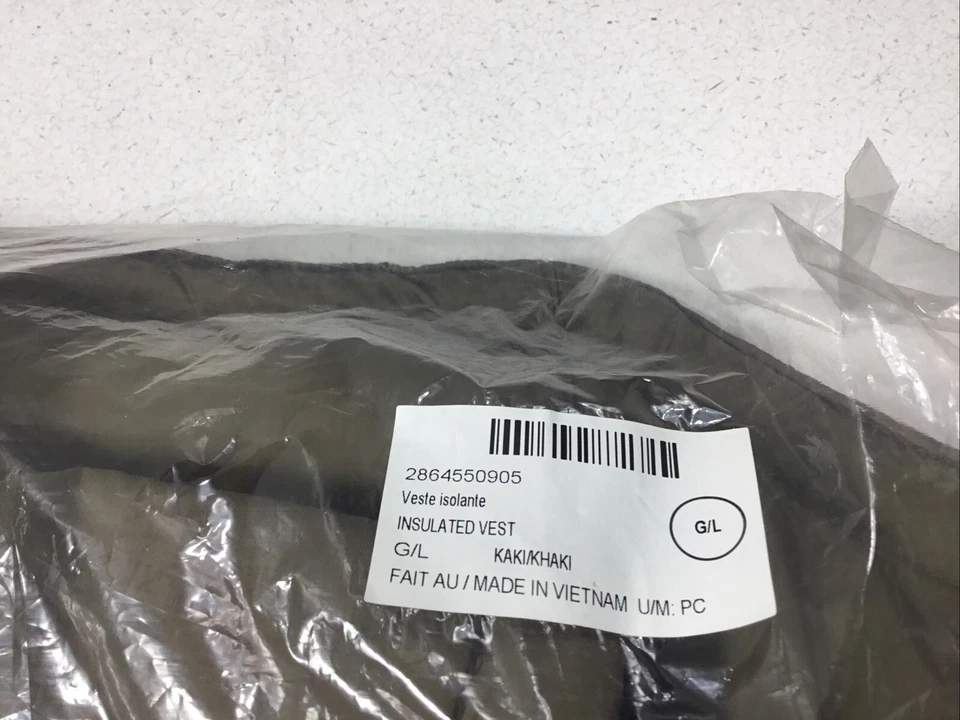 2864550905
Veste isolante
INSULATED VEST
G/L KAKI/KHAKI
FAIT AU / MADE IN VIETNAM U/M: PC
G/L